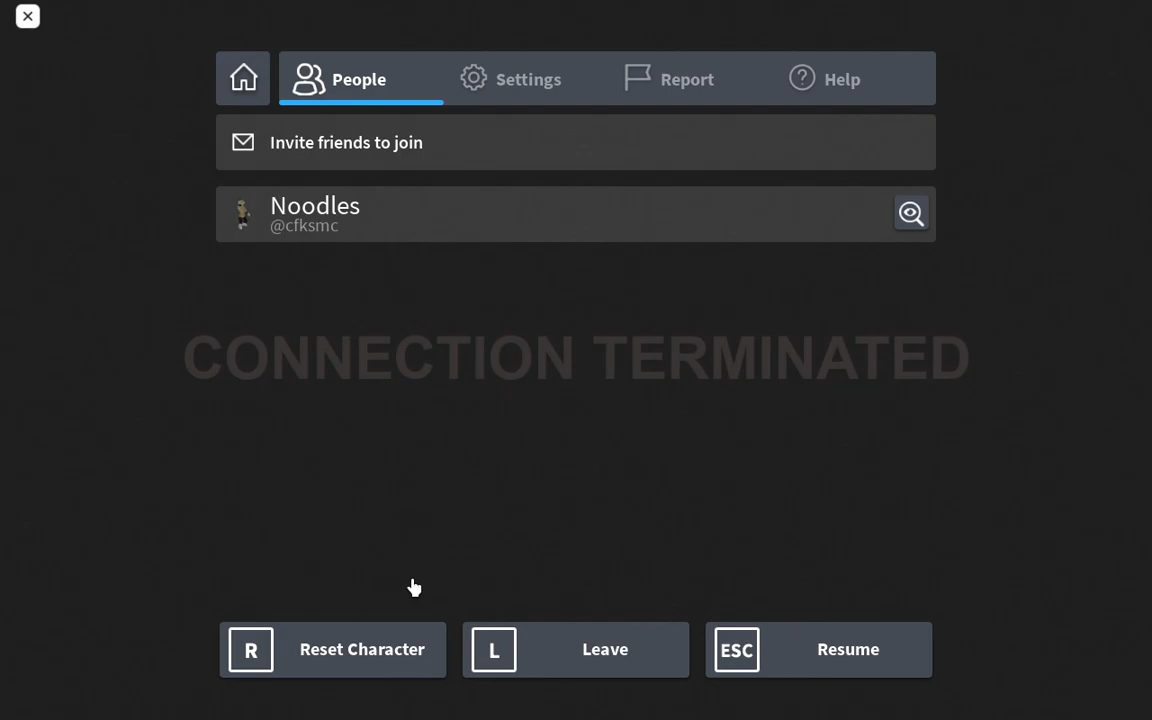 People
Settings
Report
Help
Invite friends to join
Noodles
@cfksmc
CONNECTION TERMINATED
R Reset Character
L Leave
ESC Resume